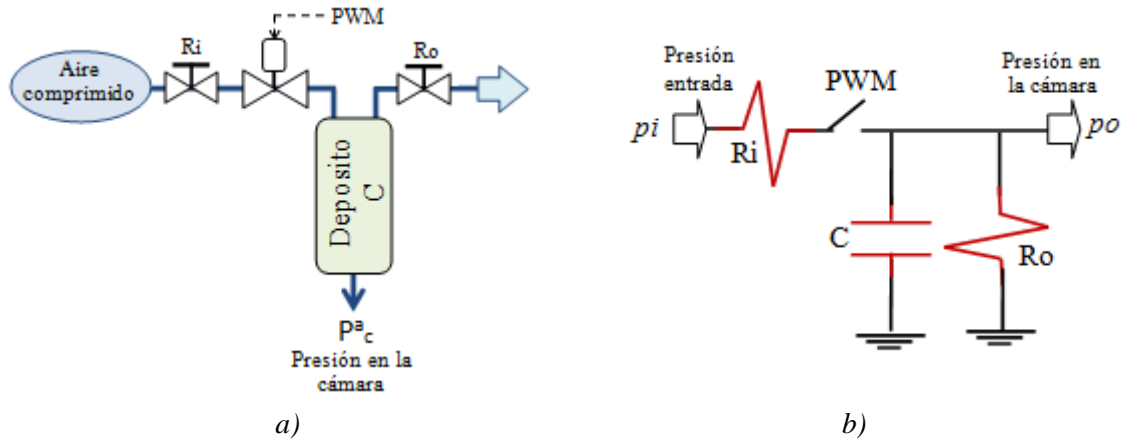 PWM
Ri
Ro
Aire
comprimido
Deposito
C
Pᵃc
Presión en la
cámara
a)
Presión
entrada
PWM
Presión en
la cámara
pi
po
Ri
C
Ro
b)